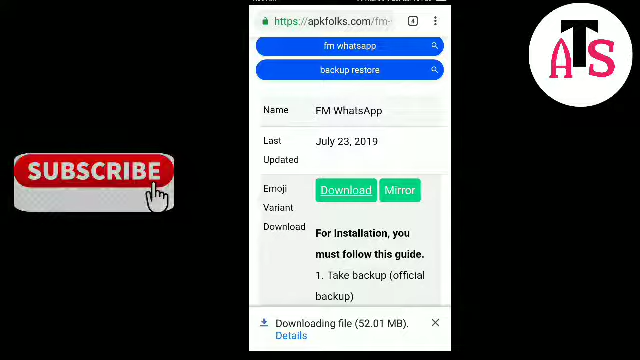 https://apkfolks.com/fm-
4
fm whatsapp
backup restore
Name FM WhatsApp
Last Updated July 23, 2019
Emoji Variant Download
Download Mirror
For Installation, you
must follow this guide.
1. Take backup (official
backup)
Downloading file (52.01 MB).
Details
SUBSCRIBE
ATS